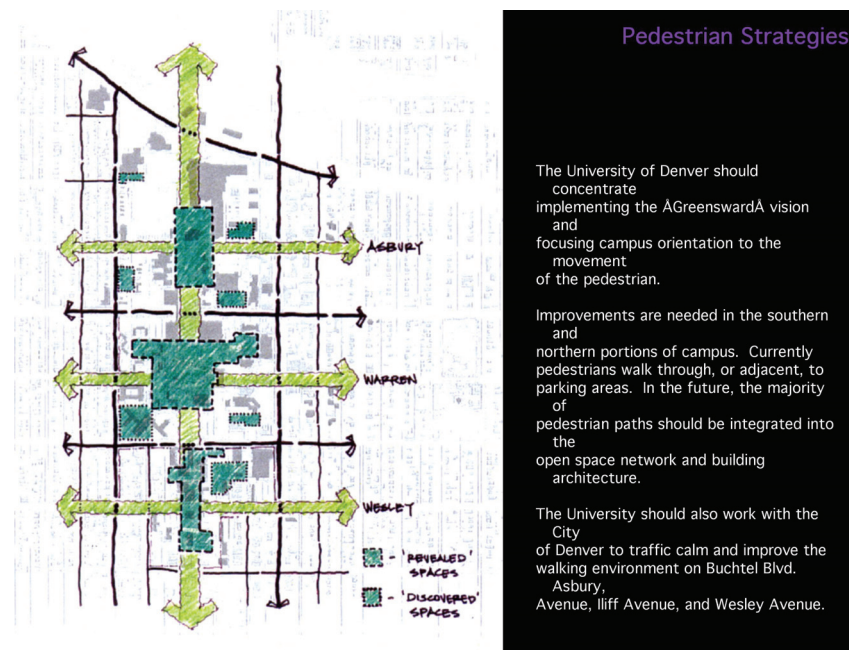 Pedestrian Strategies
The University of Denver should
concentrate
implementing the ÂGreenswardÂ vision
and
focusing campus orientation to the
movement
of the pedestrian.
Improvements are needed in the southern
and
northern portions of campus.  Currently
pedestrians walk through, or adjacent, to
parking areas.  In the future, the majority
of
pedestrian paths should be integrated into
the
open space network and building
architecture.
The University should also work with the
City
of Denver to traffic calm and improve the
walking environment on Buchtel Blvd.
Asbury,
Avenue, Iliff Avenue, and Wesley Avenue.
ASBURY
WARREN
WESLEY
- 'REVEALED'
SPACES
- 'DISCOVERED'
SPACES